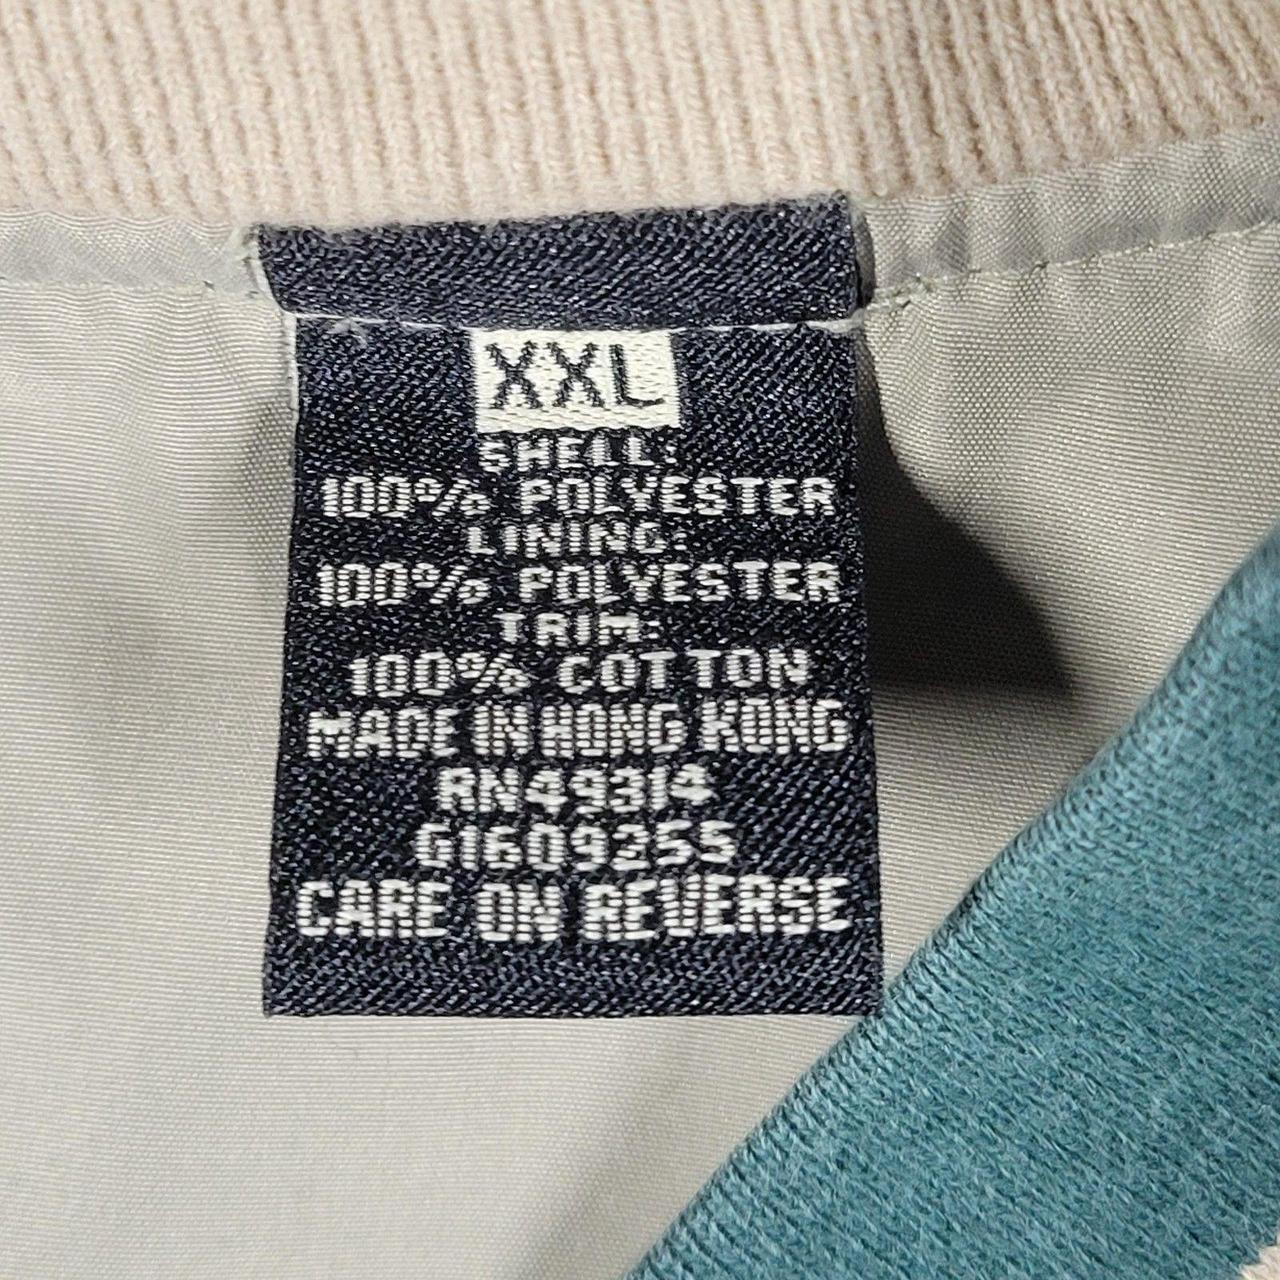 XXL
SHELL:
100% POLYESTER
LINING:
100% POLYESTER
TRIM:
100% COTTON
MADE IN HONG KONG
RN49314
G1609255
CARE ON REVERSE